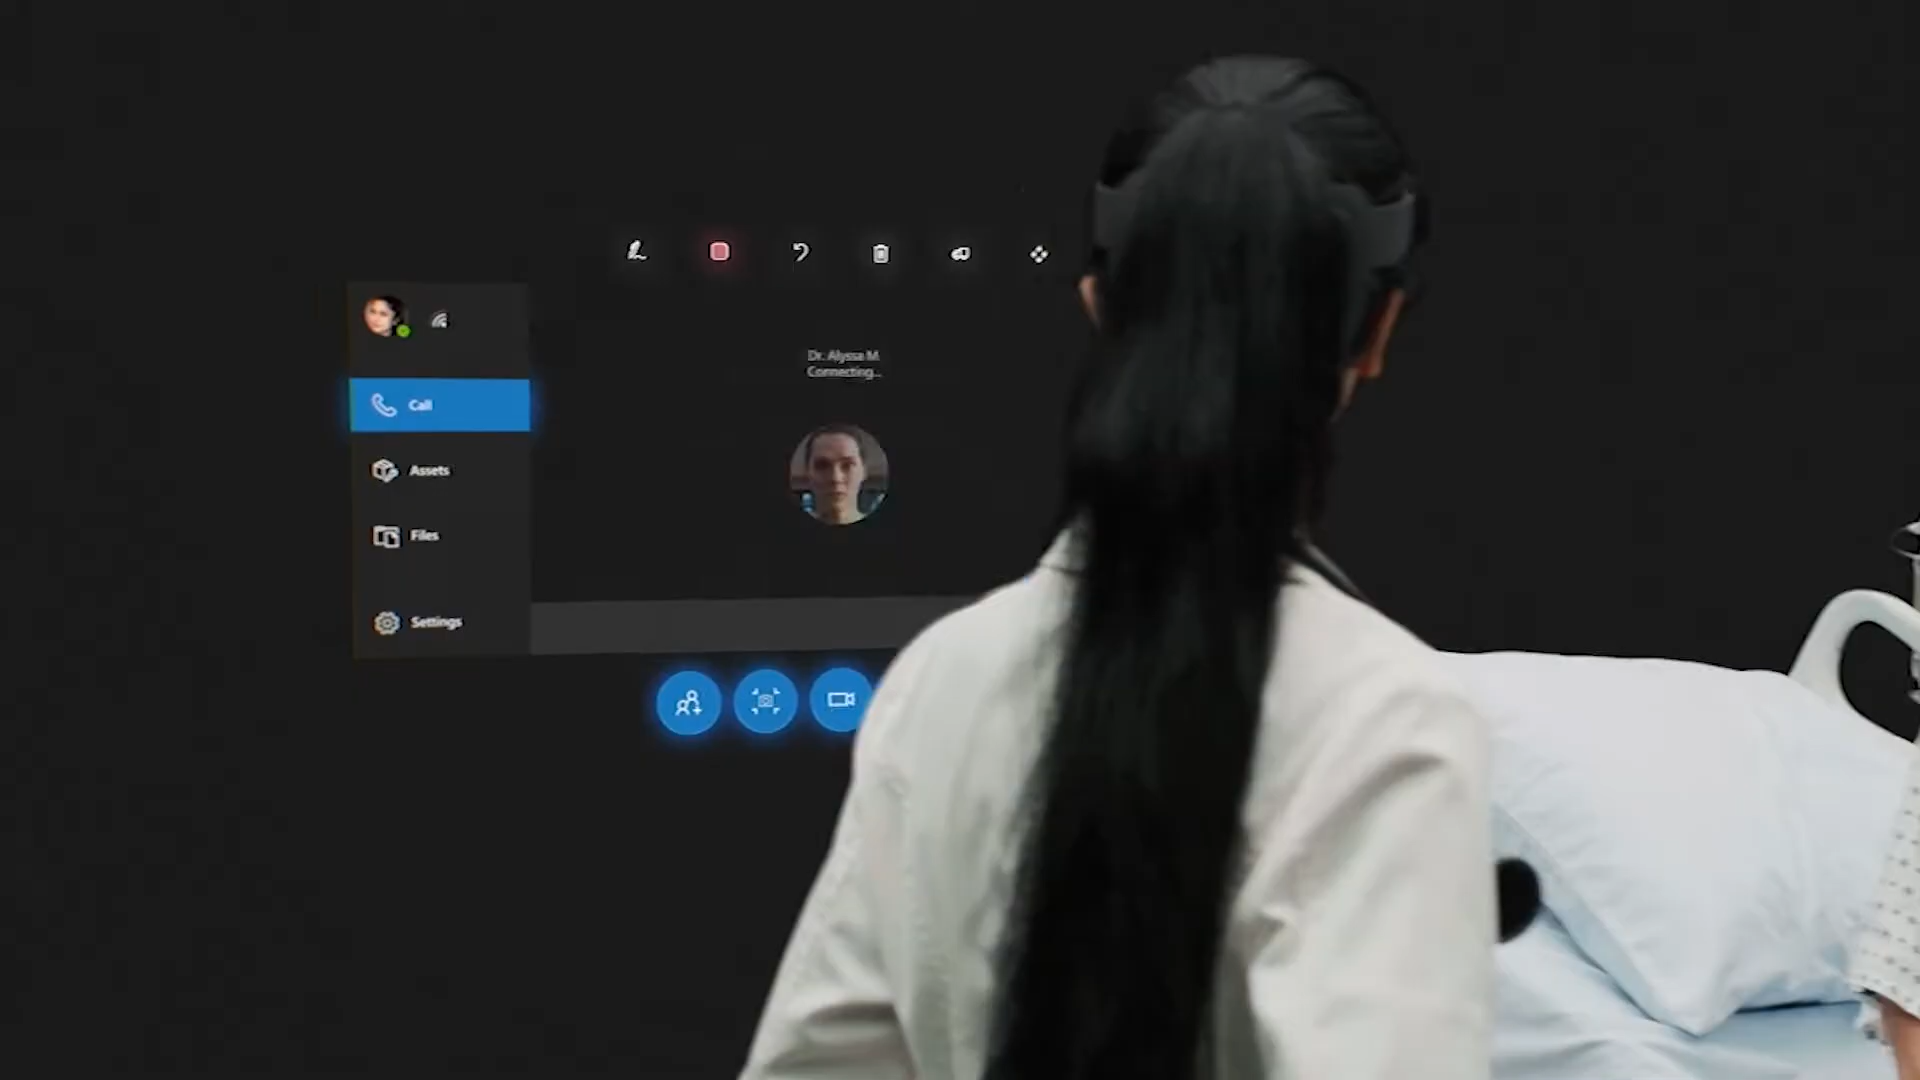 Dr. Alyssa M
Connecting...
Call
Assets
Files
Settings